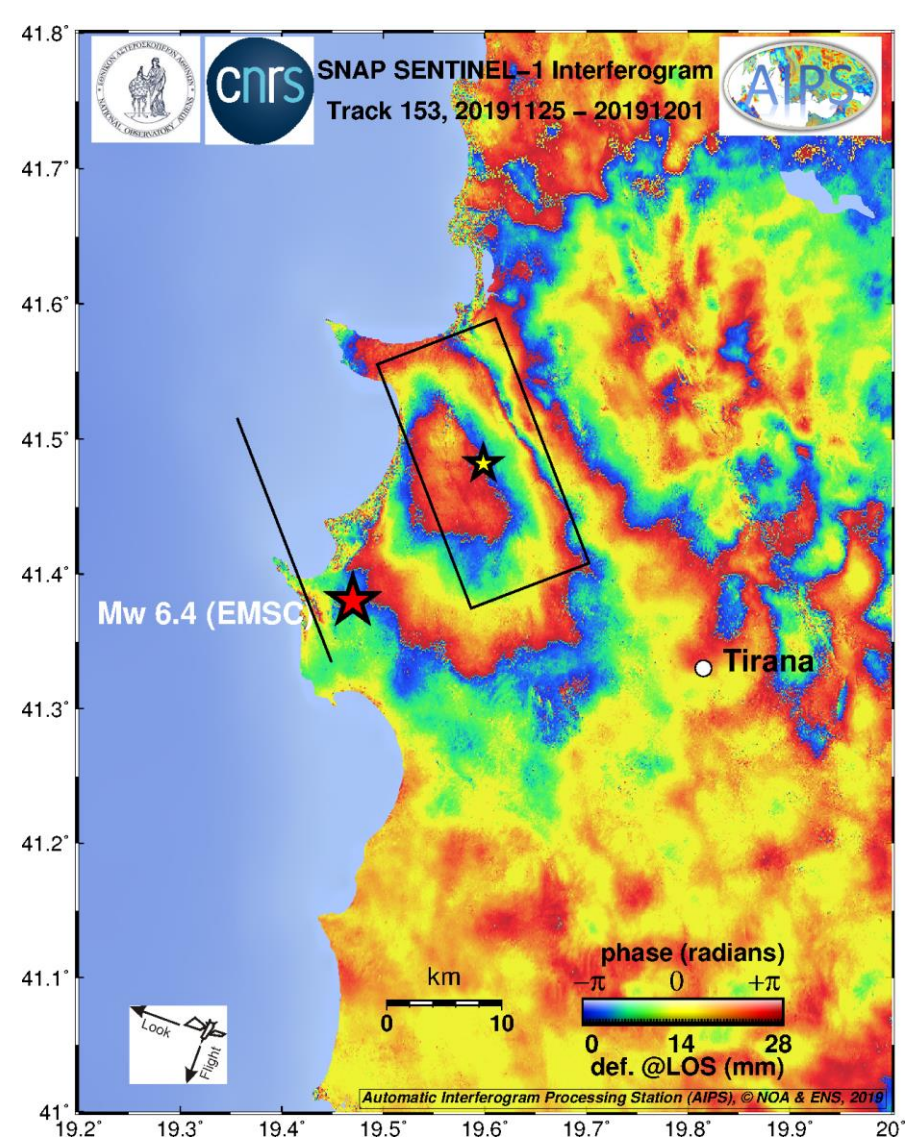 41.8°
41.7°
41.6°
41.5°
41.4°
41.3°
41.2°
41.1°
41°
19.2°
19.3°
19.4°
19.5°
19.6°
19.7°
19.8°
19.9°
20°
cnrs
SNAP SENTINEL-1 Interferogram
Track 153, 20191125 - 20191201
AIPS
Mw 6.4 (EMSC)
Tirana
phase (radians)
-π 0 +π
0 14 28
def. @LOS (mm)
km
0 10
Look
Flight
Automatic Interferogram Processing Station (AIPS), © NOA & ENS, 2019